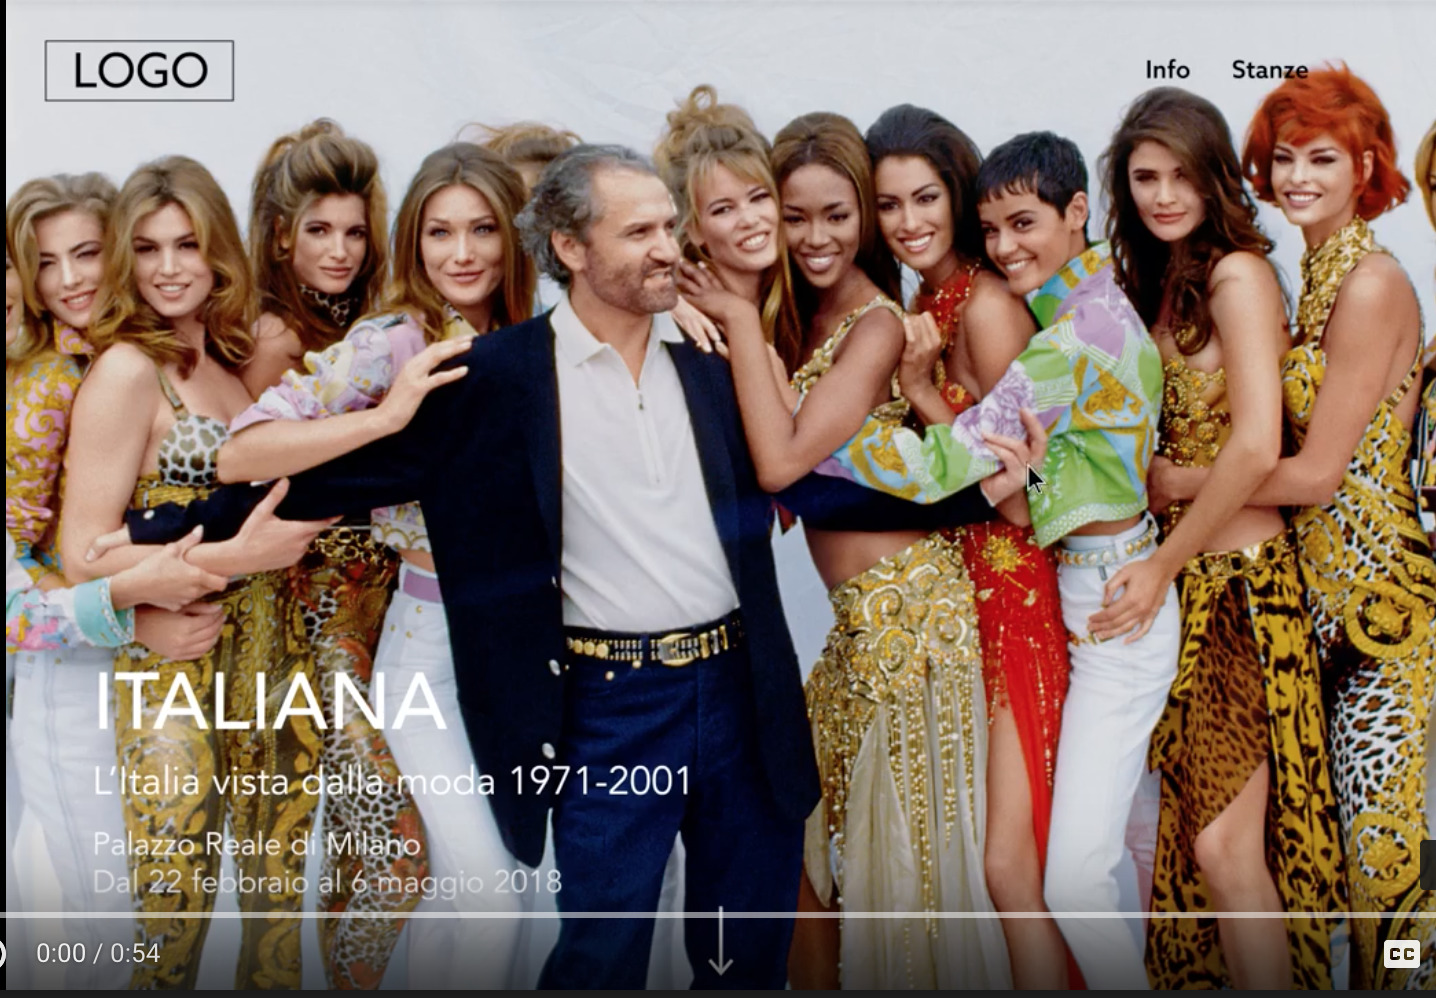 LOGO
Info Stanze
ITALIANA
L'Italia vista dalla moda 1971-2001
Palazzo Reale di Milano
Dal 22 febbraio al 6 maggio 2018
0:00 / 0:54
CC